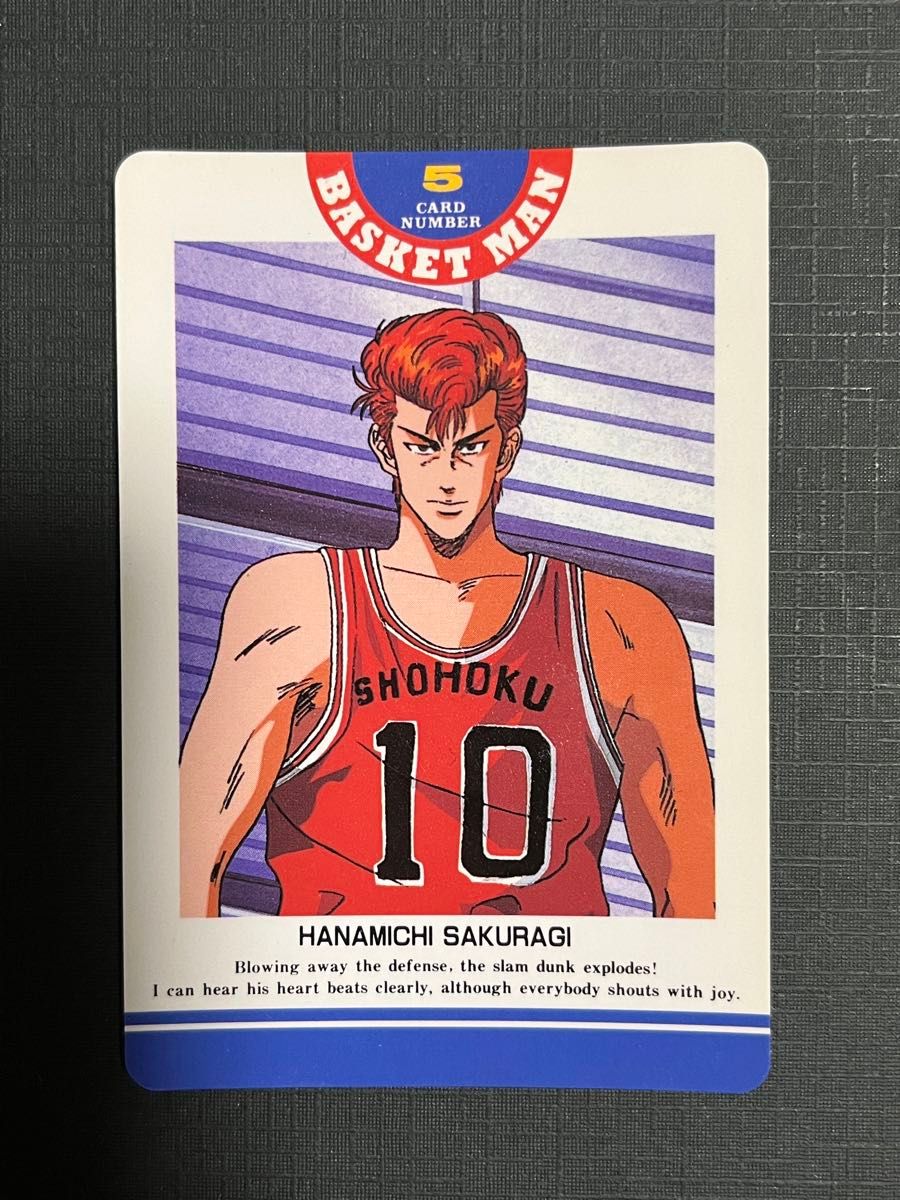 5
CARD
NUMBER
BASKET MAN
SHOHOKU
10
HANAMICHI SAKURAGI
Blowing away the defense, the slam dunk explodes!
I can hear his heart beats clearly, although everybody shouts with joy.